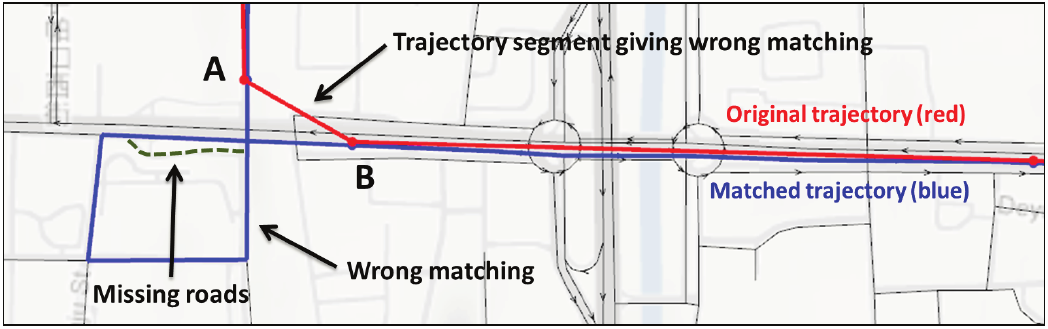 Trajectory segment giving wrong matching
A
Original trajectory (red)
B
Matched trajectory (blue)
Wrong matching
Missing roads